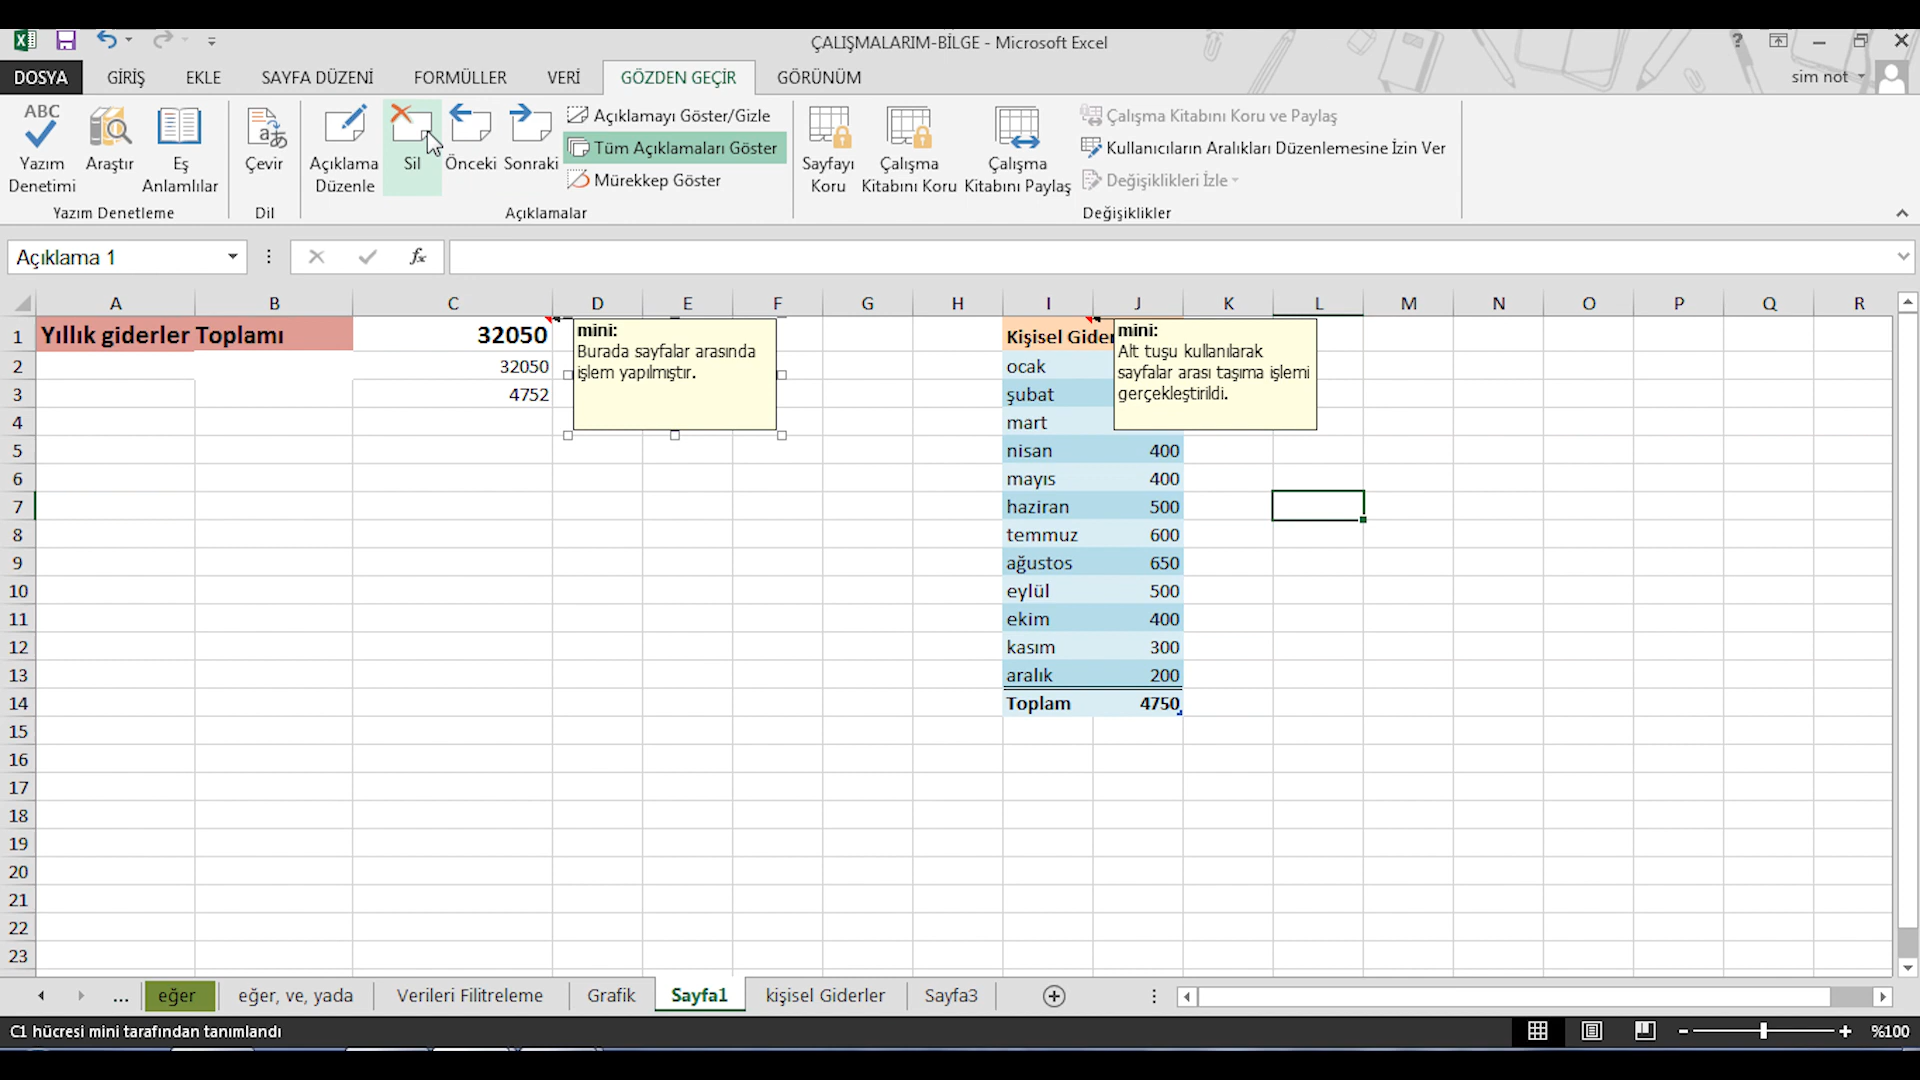 ÇALIŞMALARIM-BİLGE - Microsoft Excel
?
sim not
DOSYA GİRİŞ EKLE SAYFA DÜZENİ FORMÜLLER VERİ GÖZDEN GEÇİR GÖRÜNÜM
ABC
Yazım Denetimi
Araştır
Eş Anlamlılar
Yazım Denetleme
Çevir
Dil
Açıklama Düzenle
Sil
Önceki
Sonraki
Açıklamayı Göster/Gizle
Tüm Açıklamaları Göster
Mürekkep Göster
Açıklamalar
Sayfayı Koru
Çalışma Kitabını Koru
Çalışma Kitabını Paylaş
Çalışma Kitabını Koru ve Paylaş
Kullanıcıların Aralıkları Düzenlemesine İzin Ver
Değişiklikleri İzle
Değişiklikler
Açıklama 1
fx
A B C D E F G H I J K L M N O P Q R
1 Yıllık giderler Toplamı 32050 Kişisel Gider
2 32050 ocak
3 4752 şubat
4 mart
mini:
Burada sayfalar arasında
işlem yapılmıştır.
mini:
Alt tuşu kullanılarak
sayfalar arası taşıma işlemi
gerçekleştirildi.
5 nisan 400
6 mayıs 400
7 haziran 500
8 temmuz 600
9 ağustos 650
10 eylül 500
11 ekim 400
12 kasım 300
13 aralık 200
14 Toplam 4750
15
16
17
18
19
20
21
22
23
... eğer eğer, ve, yada Verileri Filitreleme Grafik Sayfa1 kişisel Giderler Sayfa3
C1 hücresi mini tarafından tanımlandı
%100